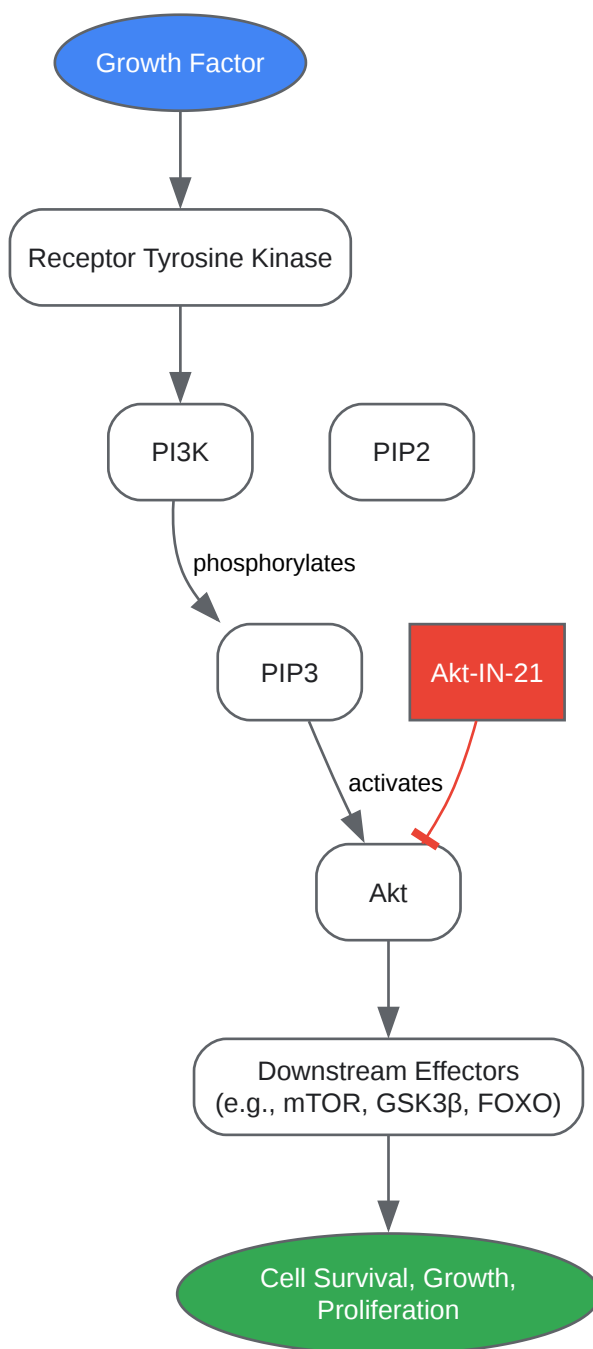 Growth Factor
Receptor Tyrosine Kinase
PI3K
PIP2
phosphorylates
PIP3
Akt-IN-21
activates
Akt
Downstream Effectors
(e.g., mTOR, GSK3β, FOXO)
Cell Survival, Growth,
Proliferation